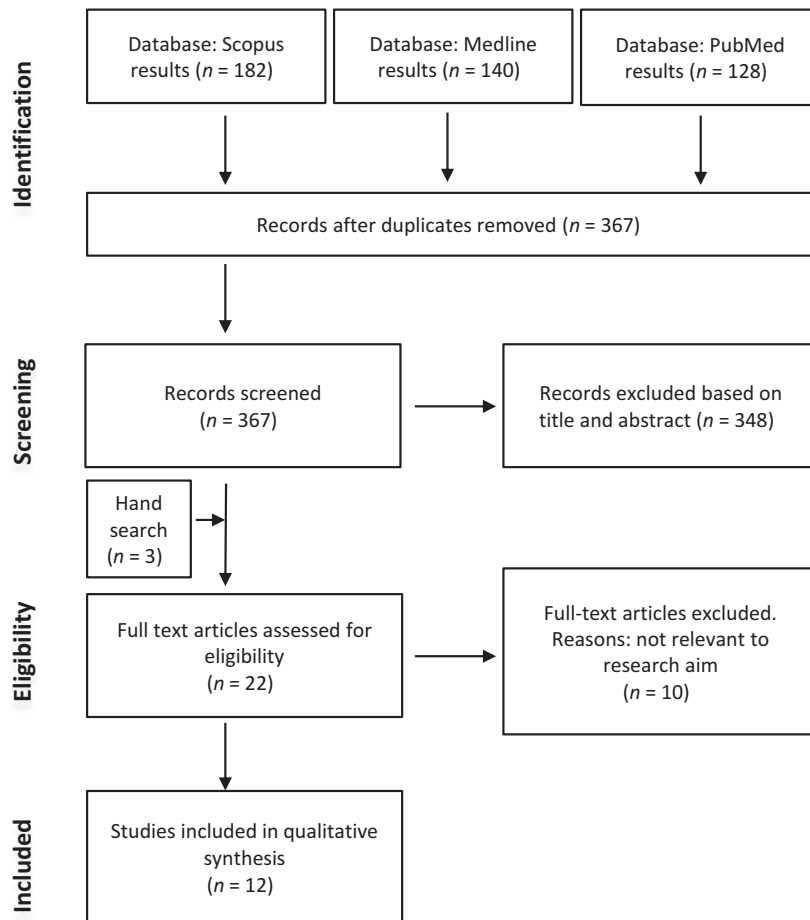 Identification
Database: Scopus
results (n = 182)
Database: Medline
results (n = 140)
Database: PubMed
results (n = 128)
Records after duplicates removed (n = 367)
Screening
Records screened
(n = 367)
Records excluded based on
title and abstract (n = 348)
Hand
search
(n = 3)
Eligibility
Full text articles assessed for
eligibility
(n = 22)
Full-text articles excluded.
Reasons: not relevant to
research aim
(n = 10)
Included
Studies included in qualitative
synthesis
(n = 12)